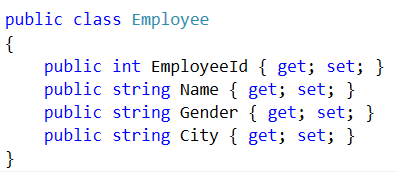 public class Employee
{
    public int EmployeeId { get; set; }
    public string Name { get; set; }
    public string Gender { get; set; }
    public string City { get; set; }
}